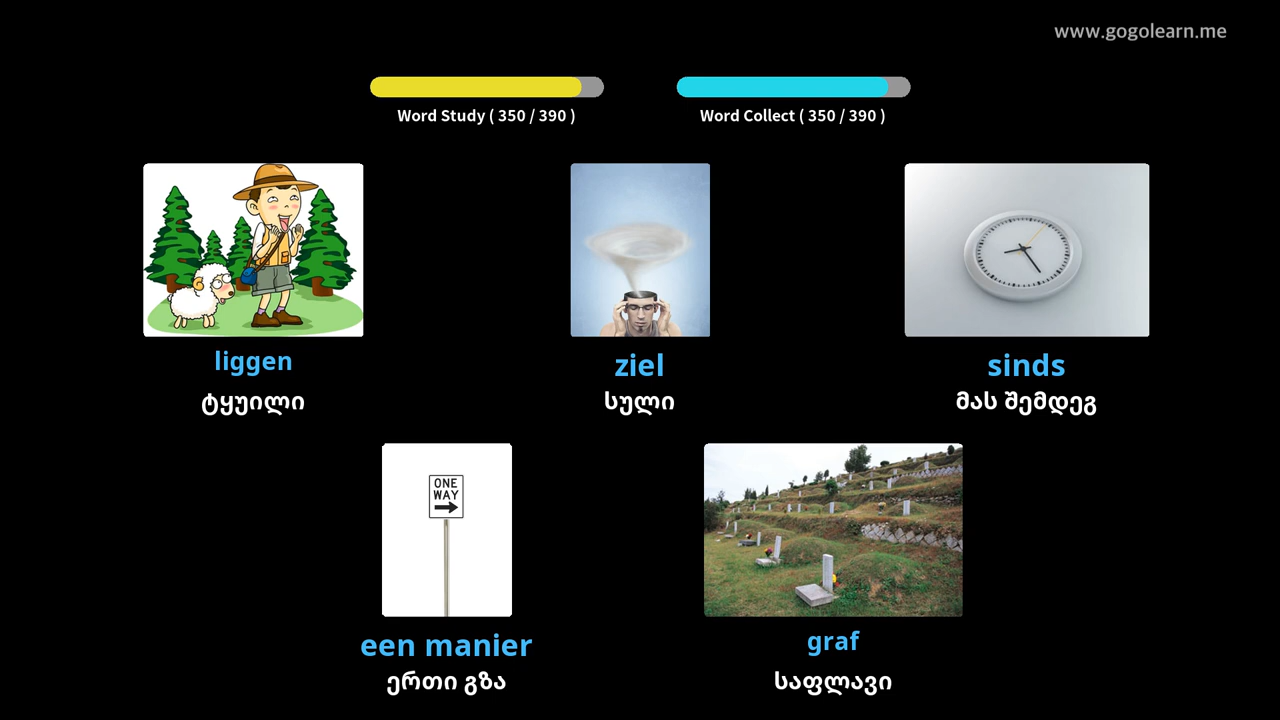 www.gogolearn.me
Word Study ( 350 / 390 )
Word Collect ( 350 / 390 )
liggen
ტყუილი
ziel
სული
sinds
მას შემდეგ
ONE
WAY
een manier
ერთი გზა
graf
საფლავი